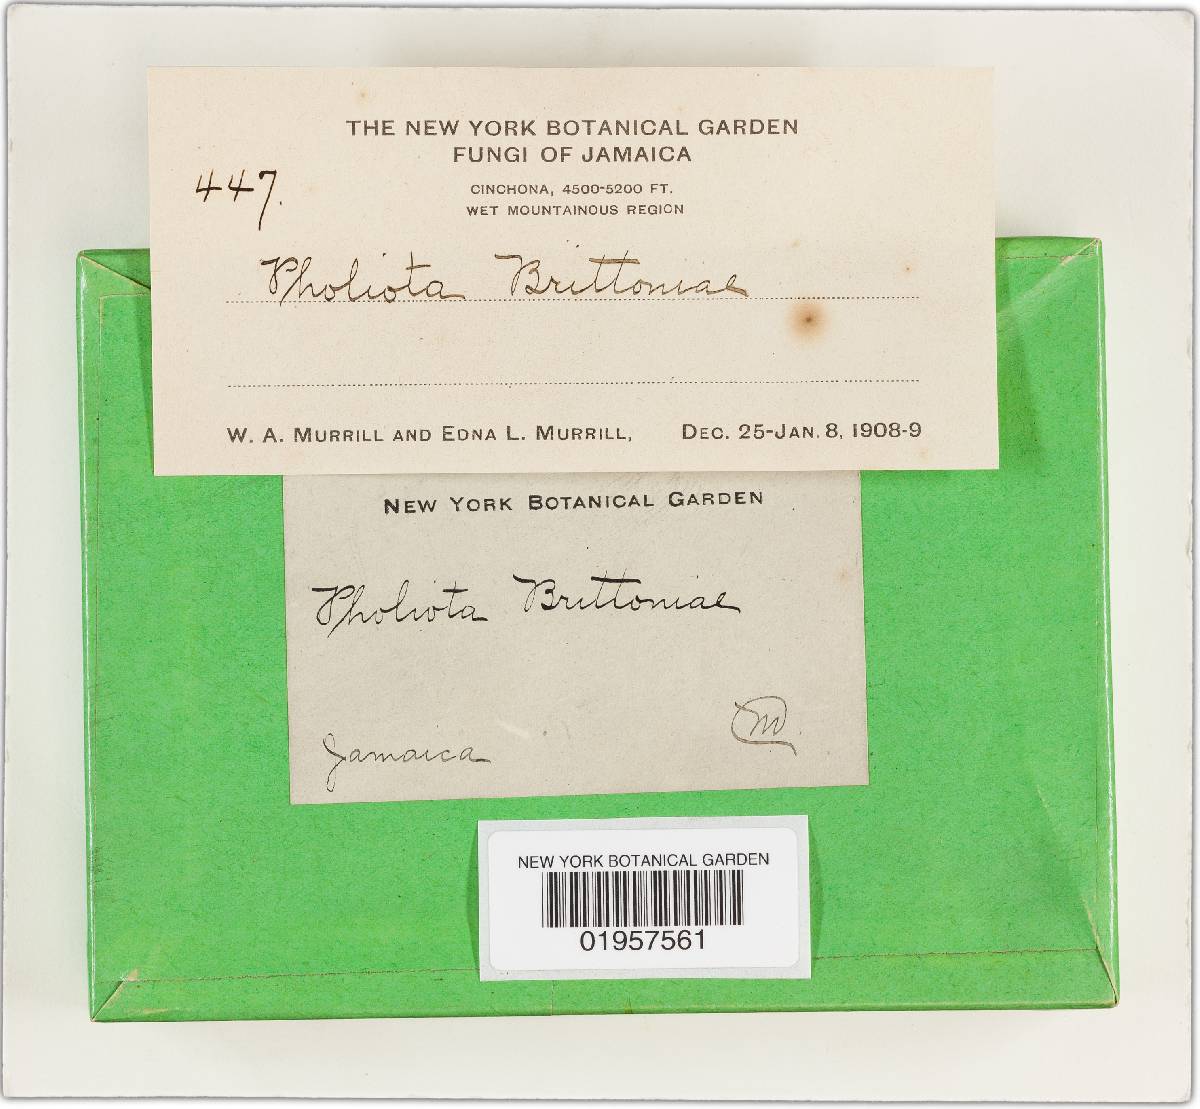 THE NEW YORK BOTANICAL GARDEN
FUNGI OF JAMAICA
CINCHONA, 4500-5200 FT.
WET MOUNTAINOUS REGION
447.
Pholiota Brittoniae
W. A. MURRILL AND EDNA L. MURRILL, DEC. 25-JAN. 8, 1908-9
NEW YORK BOTANICAL GARDEN
Pholiota Brittoniae
Jamaica
NEW YORK BOTANICAL GARDEN
01957561